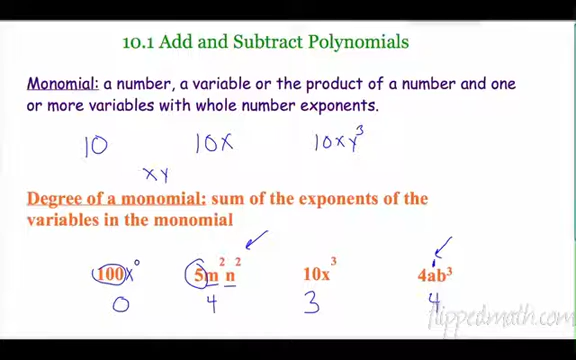 10.1 Add and Subtract Polynomials
Monomial: a number, a variable or the product of a number and one
or more variables with whole number exponents.
10 10x 10xy³
xy
Degree of a monomial: sum of the exponents of the
variables in the monomial
100x⁰ 5m²n² 10x³ 4ab³
0 4 3 4
flippedmath.com